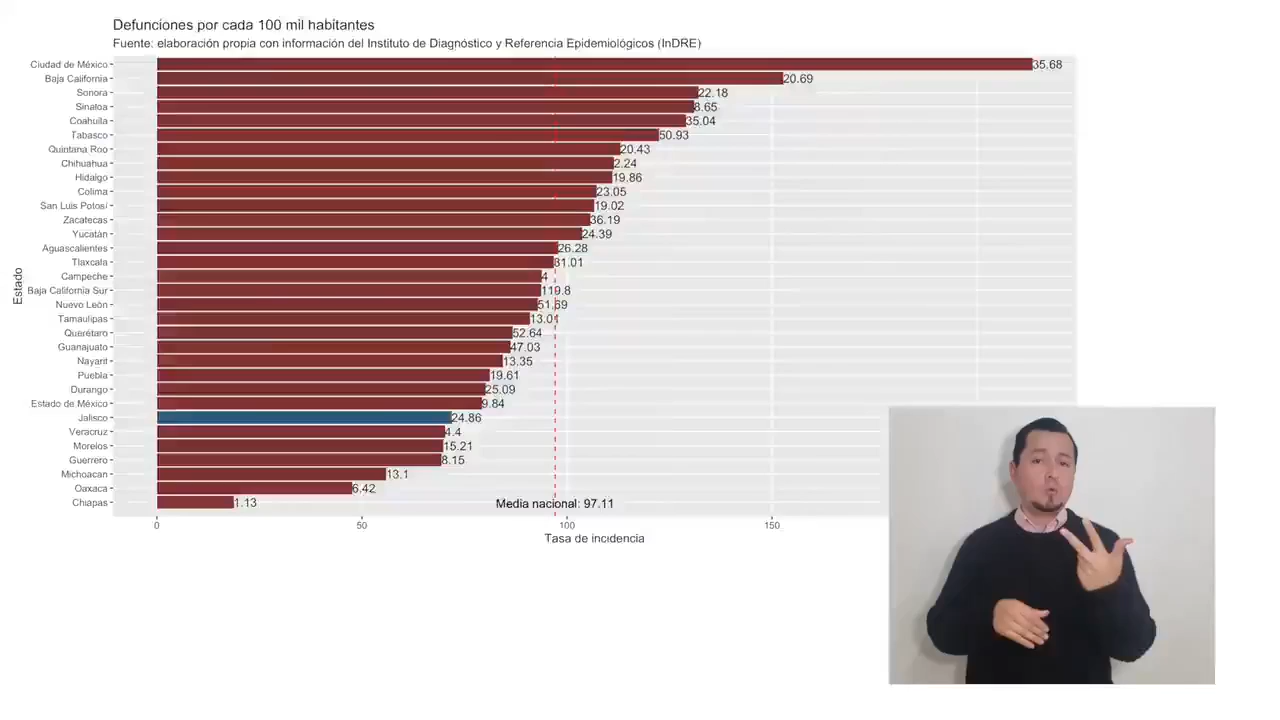 Defunciones por cada 100 mil habitantes
Fuente: elaboración propia con información del Instituto de Diagnóstico y Referencia Epidemiológicos (InDRE)
Ciudad de México 35.68
Baja California 20.69
Sonora 22.18
Sinaloa 8.65
Coahuila 35.04
Tabasco 50.93
Quintana Roo 20.43
Chihuahua 2.24
Hidalgo 19.86
Colima 23.05
San Luis Potosí 19.02
Zacatecas 36.19
Yucatán 24.39
Aguascalientes 26.28
Tlaxcala 31.01
Campeche 4
Baja California Sur 119.8
Nuevo León 51.69
Tamaulipas 13.01
Querétaro 52.64
Guanajuato 47.03
Nayarit 13.35
Puebla 19.61
Durango 25.09
Estado de México 9.84
Jalisco 24.86
Veracruz 4.4
Morelos 15.21
Guerrero 8.15
Michoacan 13.1
Oaxaca 6.42
Chiapas 1.13
Media nacional: 97.11
Estado
0 50 100 150
Tasa de incidencia